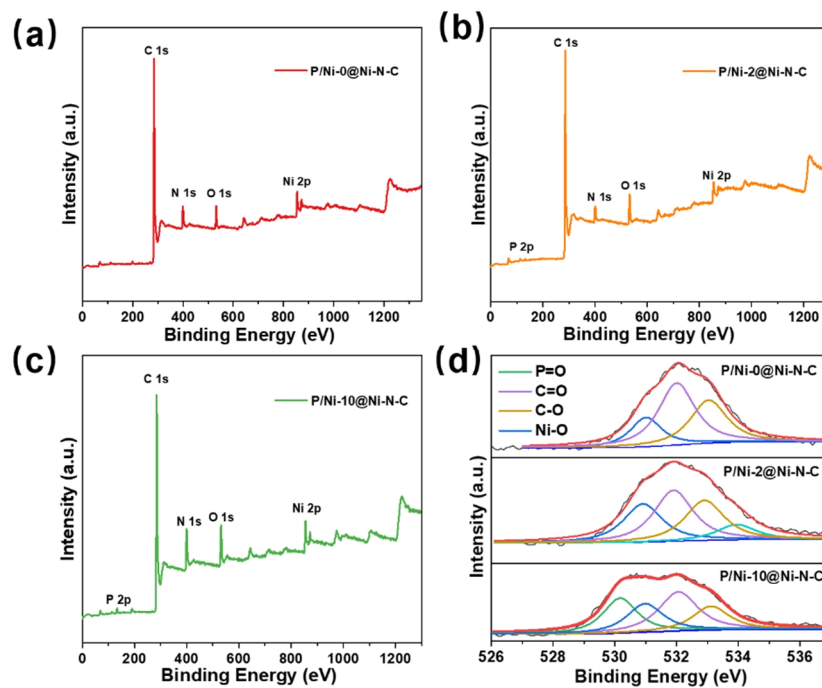 (a)
C 1s
P/Ni-0@Ni-N-C
N 1s
O 1s
Ni 2p
Intensity (a.u.)
0 200 400 600 800 1000 1200
Binding Energy (eV)
(b)
C 1s
P/Ni-2@Ni-N-C
P 2p
N 1s
O 1s
Ni 2p
Intensity (a.u.)
0 200 400 600 800 1000 1200
Binding Energy (eV)
(c)
C 1s
P/Ni-10@Ni-N-C
P 2p
N 1s
O 1s
Ni 2p
Intensity (a.u.)
0 200 400 600 800 1000 1200
Binding Energy (eV)
(d)
P=O
C=O
C-O
Ni-O
P/Ni-0@Ni-N-C
P/Ni-2@Ni-N-C
P/Ni-10@Ni-N-C
Intensity (a.u.)
526 528 530 532 534 536
Binding Energy (eV)